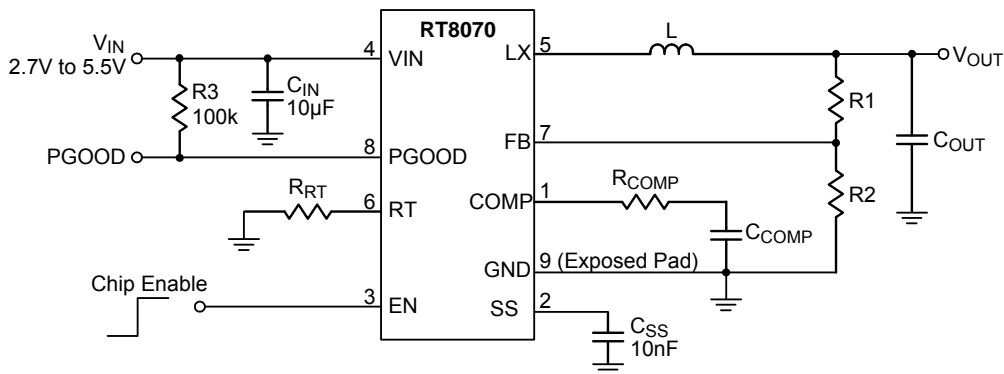 RT8070
VIN
2.7V to 5.5V
4
VIN
LX
5
L
VOUT
R3
100k
CIN
10µF
R1
FB
7
COUT
PGOOD
8
PGOOD
RRT
6
RT
COMP
1
RCOMP
R2
CCOMP
GND
9 (Exposed Pad)
Chip Enable
3
EN
SS
2
CSS
10nF